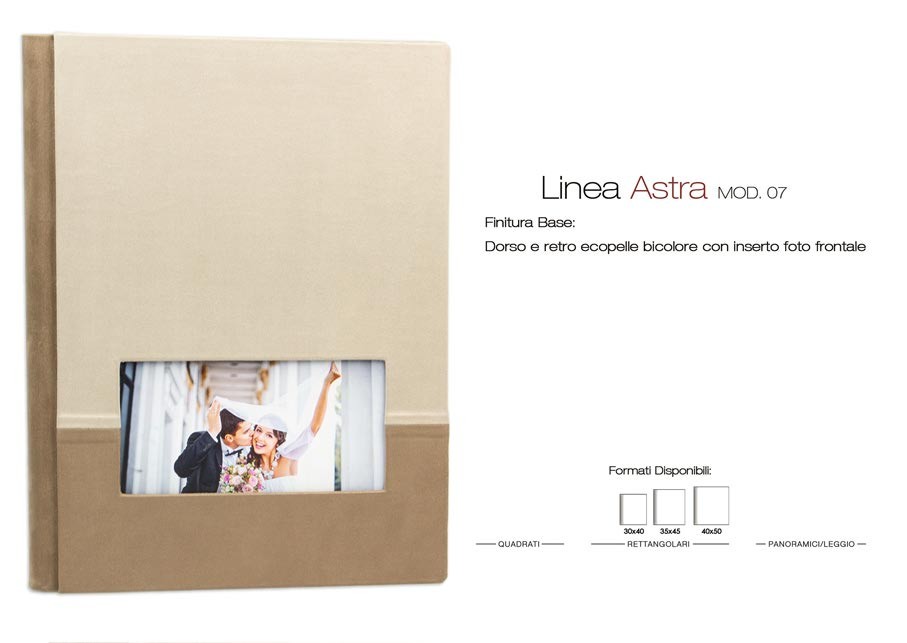 Linea Astra MOD. 07
Finitura Base:
Dorso e retro ecopelle bicolore con inserto foto frontale
Formati Disponibili:
30x40 35x45 40x50
QUADRATI RETTANGOLARI PANORAMICI/LEGGIO